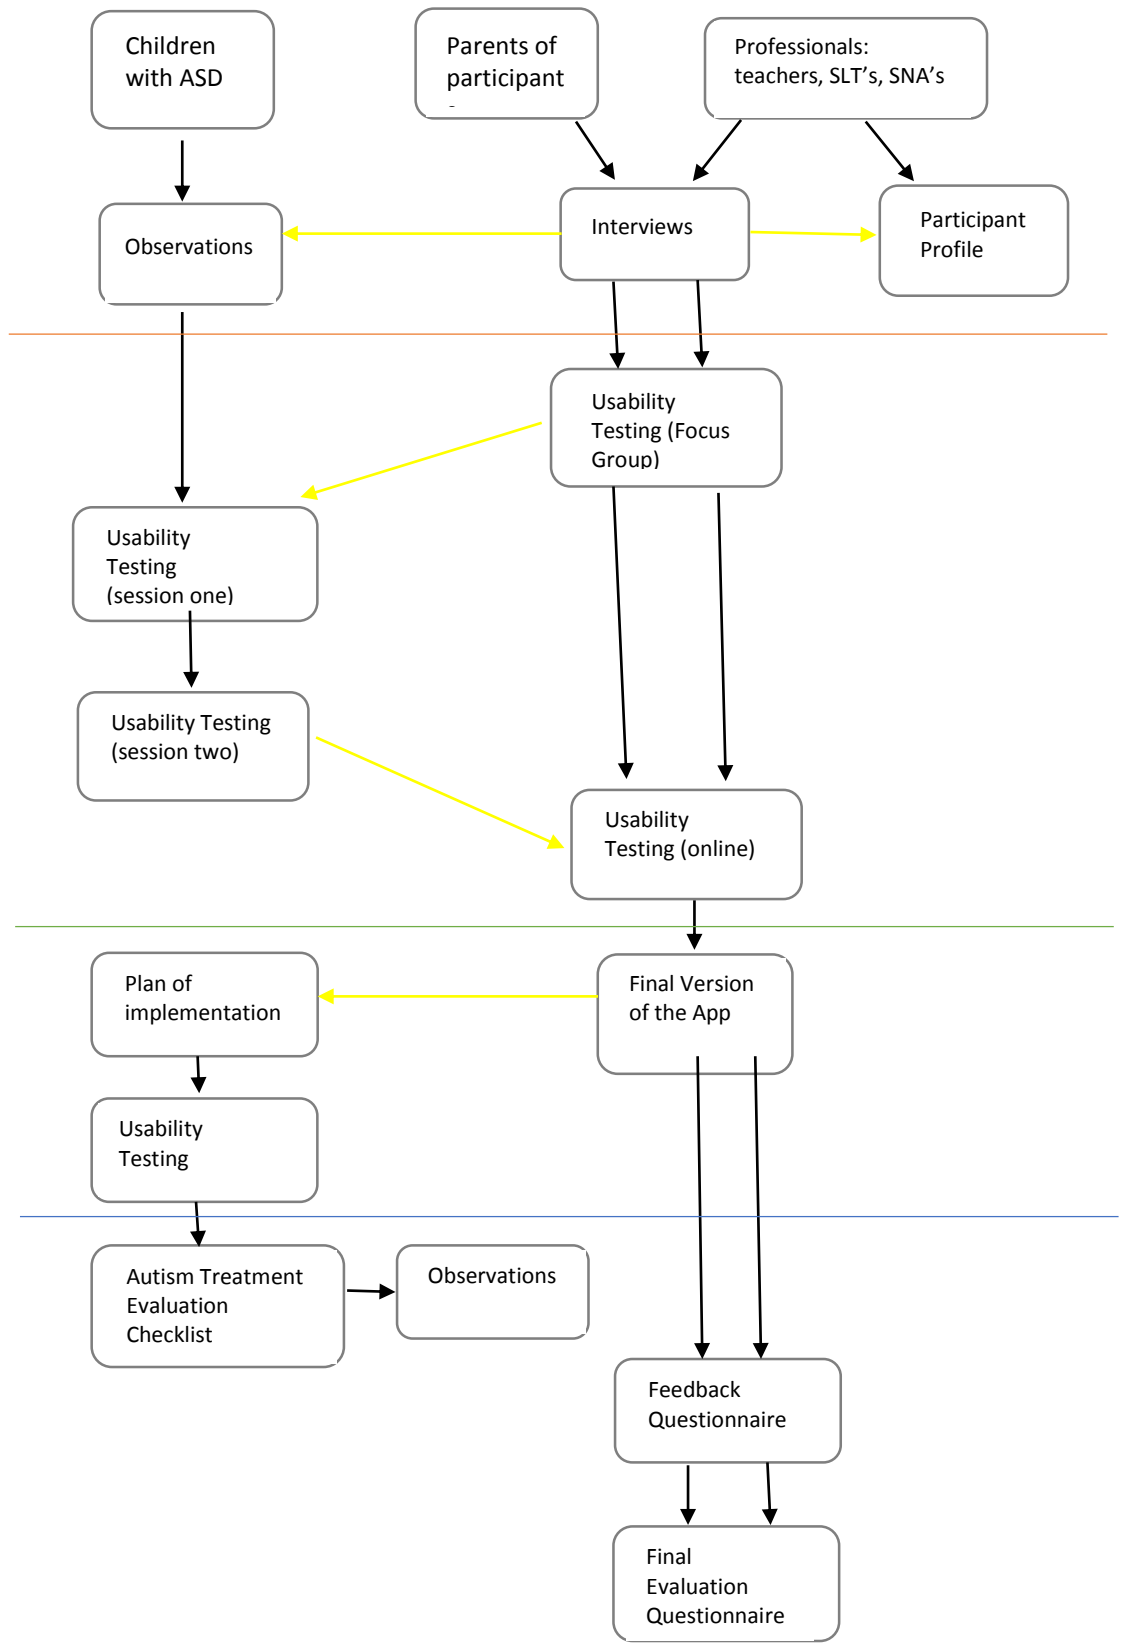 Children
with ASD
Parents of
participant
Professionals:
teachers, SLT's, SNA's
Observations
Interviews
Participant
Profile
Usability
Testing (Focus
Group)
Usability
Testing
(session one)
Usability Testing
(session two)
Usability
Testing (online)
Plan of
implementation
Final Version
of the App
Usability
Testing
Autism Treatment
Evaluation
Checklist
Observations
Feedback
Questionnaire
Final
Evaluation
Questionnaire